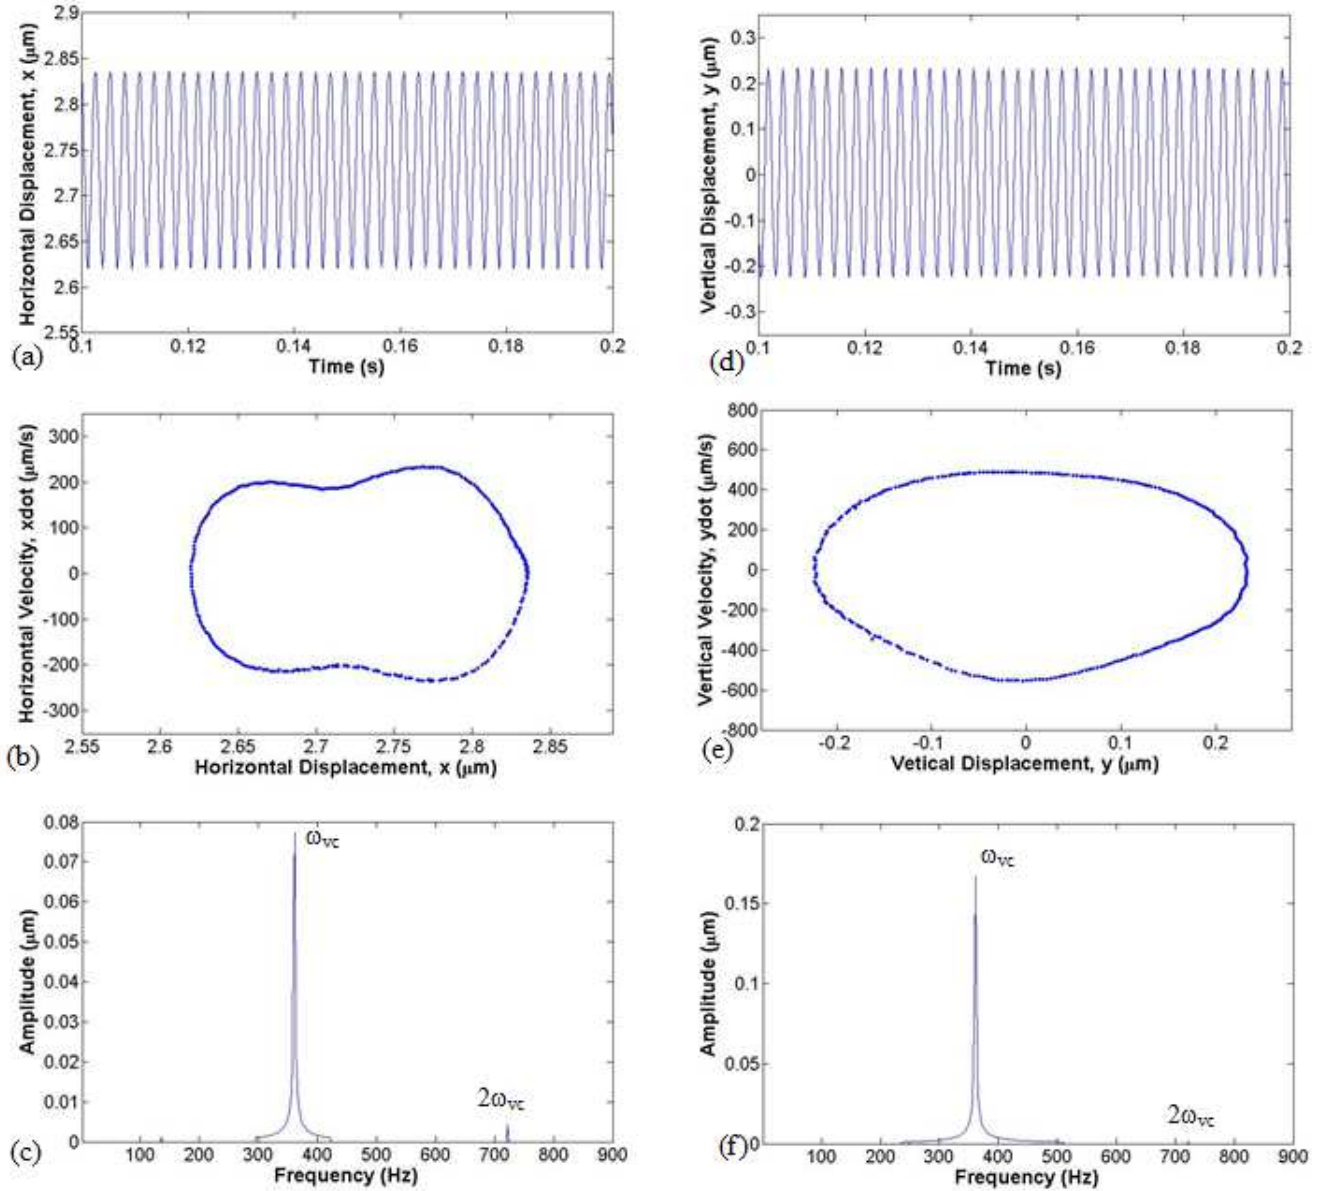 2.9
2.85
2.8
2.75
2.7
2.65
2.6
2.55
Horizontal Displacement, x (μm)
0.1 0.12 0.14 0.16 0.18 0.2
Time (s)
(a)
0.3
0.2
0.1
0
-0.1
-0.2
-0.3
Vertical Displacement, y (μm)
0.1 0.12 0.14 0.16 0.18 0.2
Time (s)
(d)
300
200
100
0
-100
-200
-300
Horizontal Velocity, xdot (μm/s)
2.55 2.6 2.65 2.7 2.75 2.8 2.85
Horizontal Displacement, x (μm)
(b)
800
600
400
200
0
-200
-400
-600
-800
Vertical Velocity, ydot (μm/s)
-0.2 -0.1 0 0.1 0.2
Vetical Displacement, y (μm)
(e)
0.08
0.07
0.06
0.05
0.04
0.03
0.02
0.01
0
Amplitude (μm)
ωvc
2ωvc
100 200 300 400 500 600 700 800 900
Frequency (Hz)
(c)
0.2
0.15
0.1
0.05
0
Amplitude (μm)
ωvc
2ωvc
100 200 300 400 500 600 700 800 900
Frequency (Hz)
(f)